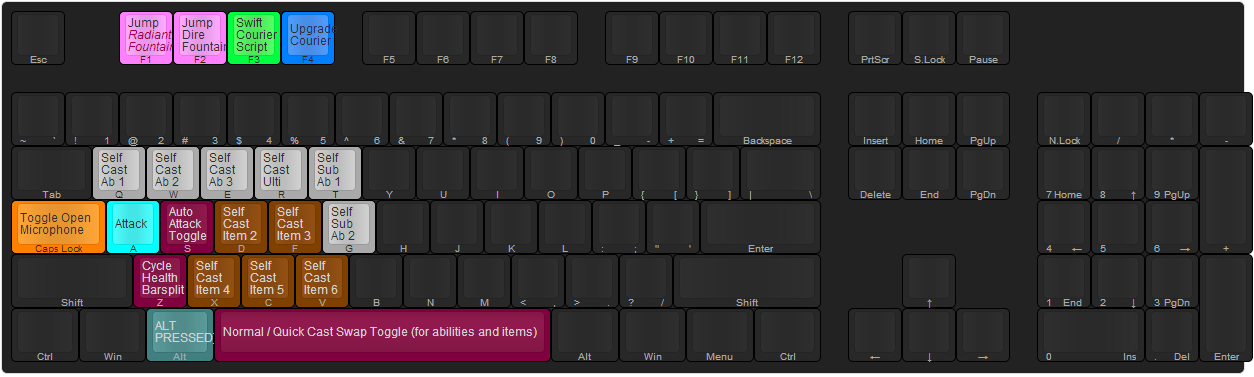 Jump
Radiant
Fountain
Jump
Dire
Fountain
Swift
Courier
Script
Upgrade
Courier
Esc F1 F2 F3 F4 F5 F6 F7 F8 F9 F10 F11 F12 PrtScr S.Lock Pause
~ ` ! 1 @ 2 # 3 $ 4 % 5 ^ 6 & 7 * 8 ( 9 ) 0 _ - + = Backspace Insert Home PgUp N.Lock / * -
Self
Cast
Ab 1
Self
Cast
Ab 2
Self
Cast
Ab 3
Self
Cast
Ulti
Self
Sub
Ab 1
Tab Q W E R T Y U I O P { [ } ] | \ Delete End PgDn 7 Home 8 ↑ 9 PgUp
Toggle Open
Microphone
Attack
Auto
Attack
Toggle
Self
Cast
Item 2
Self
Cast
Item 3
Self
Sub
Ab 2
Caps Lock A S D F G H J K L : ; " ' Enter 4 ← 5 6 → +
Cycle
Health
Barsplit
Self
Cast
Item 4
Self
Cast
Item 5
Self
Cast
Item 6
Shift Z X C V B N M < , > . ? / Shift ↑ 1 End 2 ↓ 3 PgDn
ALT
PRESSED
Normal / Quick Cast Swap Toggle (for abilities and items)
Ctrl Win Alt Alt Win Menu Ctrl ← ↓ → 0 Ins . Del Enter